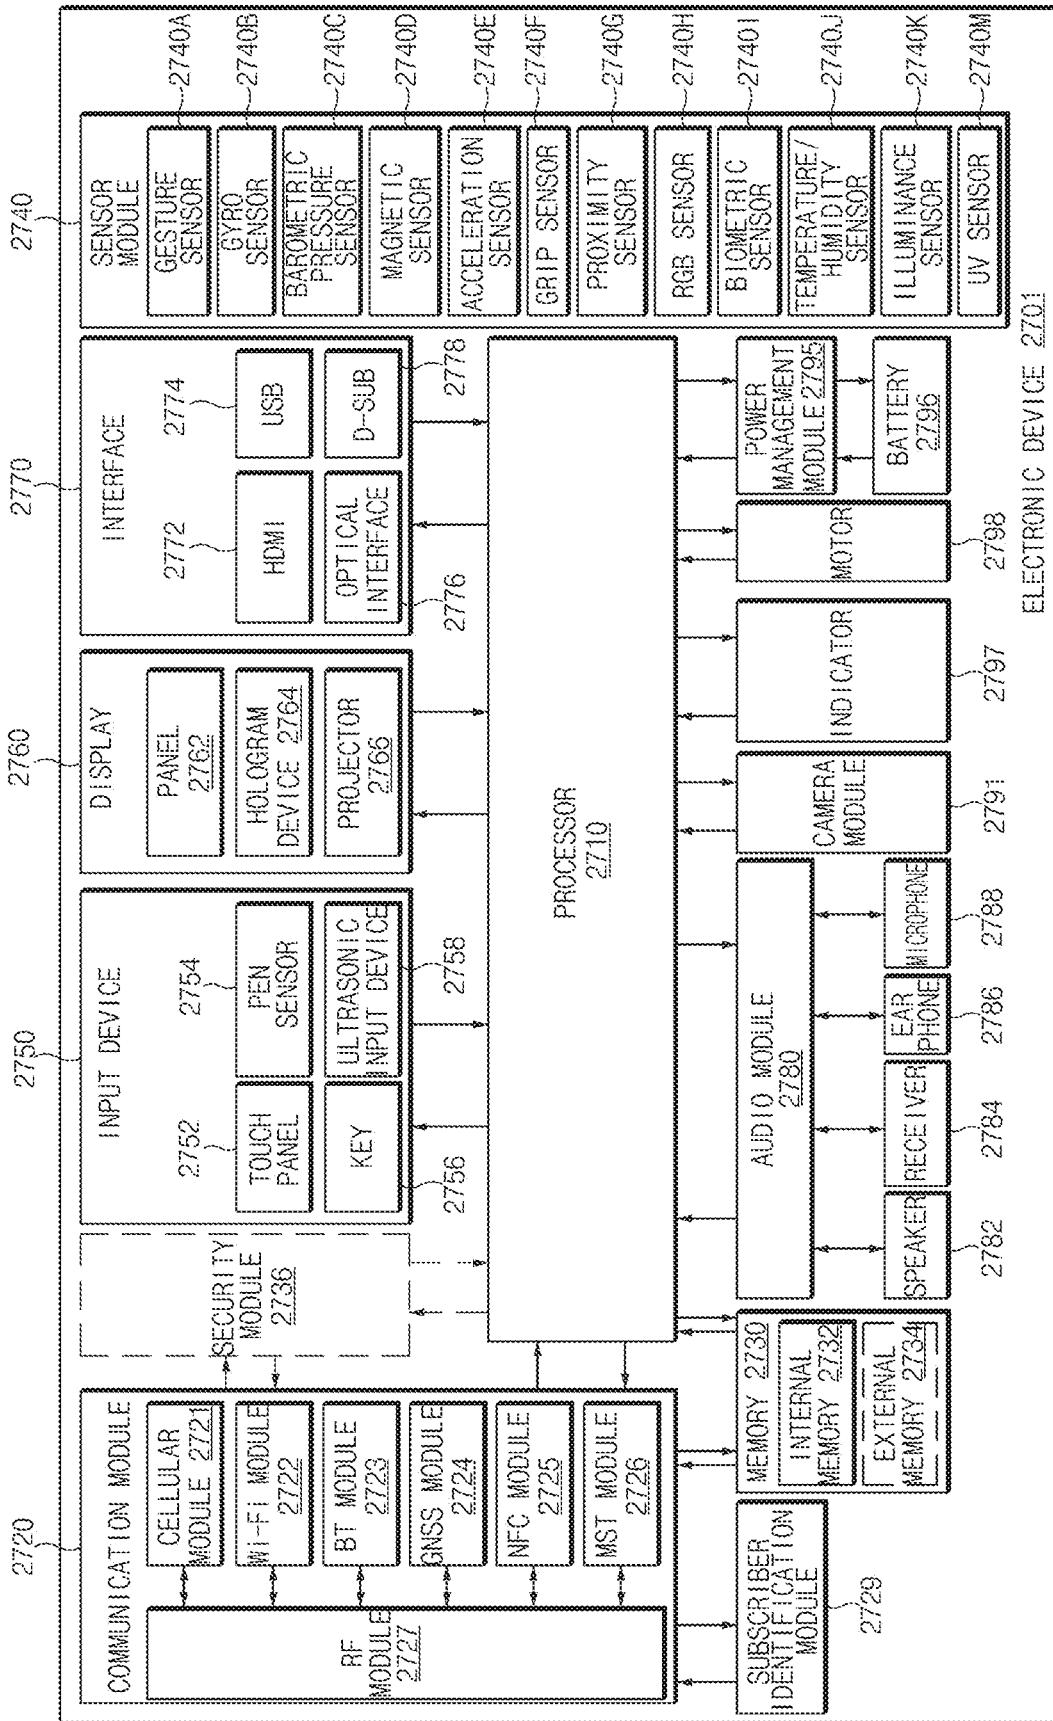 2720
COMMUNICATION MODULE
CELLULAR
MODULE 2721
Wi-Fi MODULE
2722
BT MODULE
2723
GNSS MODULE
2724
NFC MODULE
2725
MST MODULE
2726
RF
MODULE
2727
SECURITY
MODULE
2736
2750
INPUT DEVICE
2752
TOUCH
PANEL
2754
PEN
SENSOR
KEY
2756
ULTRASONIC
INPUT DEVICE
2758
2760
DISPLAY
PANEL
2762
HOLOGRAM
DEVICE 2764
PROJECTOR
2766
2770
INTERFACE
2772
HDMI
2774
USB
OPTICAL
INTERFACE
2776
D-SUB
2778
2740
SENSOR
MODULE
GESTURE
SENSOR
2740A
GYRO
SENSOR
2740B
BAROMETRIC
PRESSURE
SENSOR
2740C
MAGNETIC
SENSOR
2740D
ACCELERATION
SENSOR
2740E
GRIP SENSOR
2740F
PROXIMITY
SENSOR
2740G
RGB SENSOR
2740H
BIOMETRIC
SENSOR
2740I
TEMPERATURE/
HUMIDITY
SENSOR
2740J
ILLUMINANCE
SENSOR
2740K
UV SENSOR
2740M
PROCESSOR
2710
SUBSCRIBER
IDENTIFICATION
MODULE
2729
MEMORY 2730
INTERNAL
MEMORY 2732
EXTERNAL
MEMORY 2734
AUDIO MODULE
2780
SPEAKER
2782
RECEIVER
2784
EAR
PHONE
2786
MICROPHONE
2788
CAMERA
MODULE
2791
INDICATOR
2797
MOTOR
2798
POWER
MANAGEMENT
MODULE 2795
BATTERY
2796
ELECTRONIC DEVICE 2701